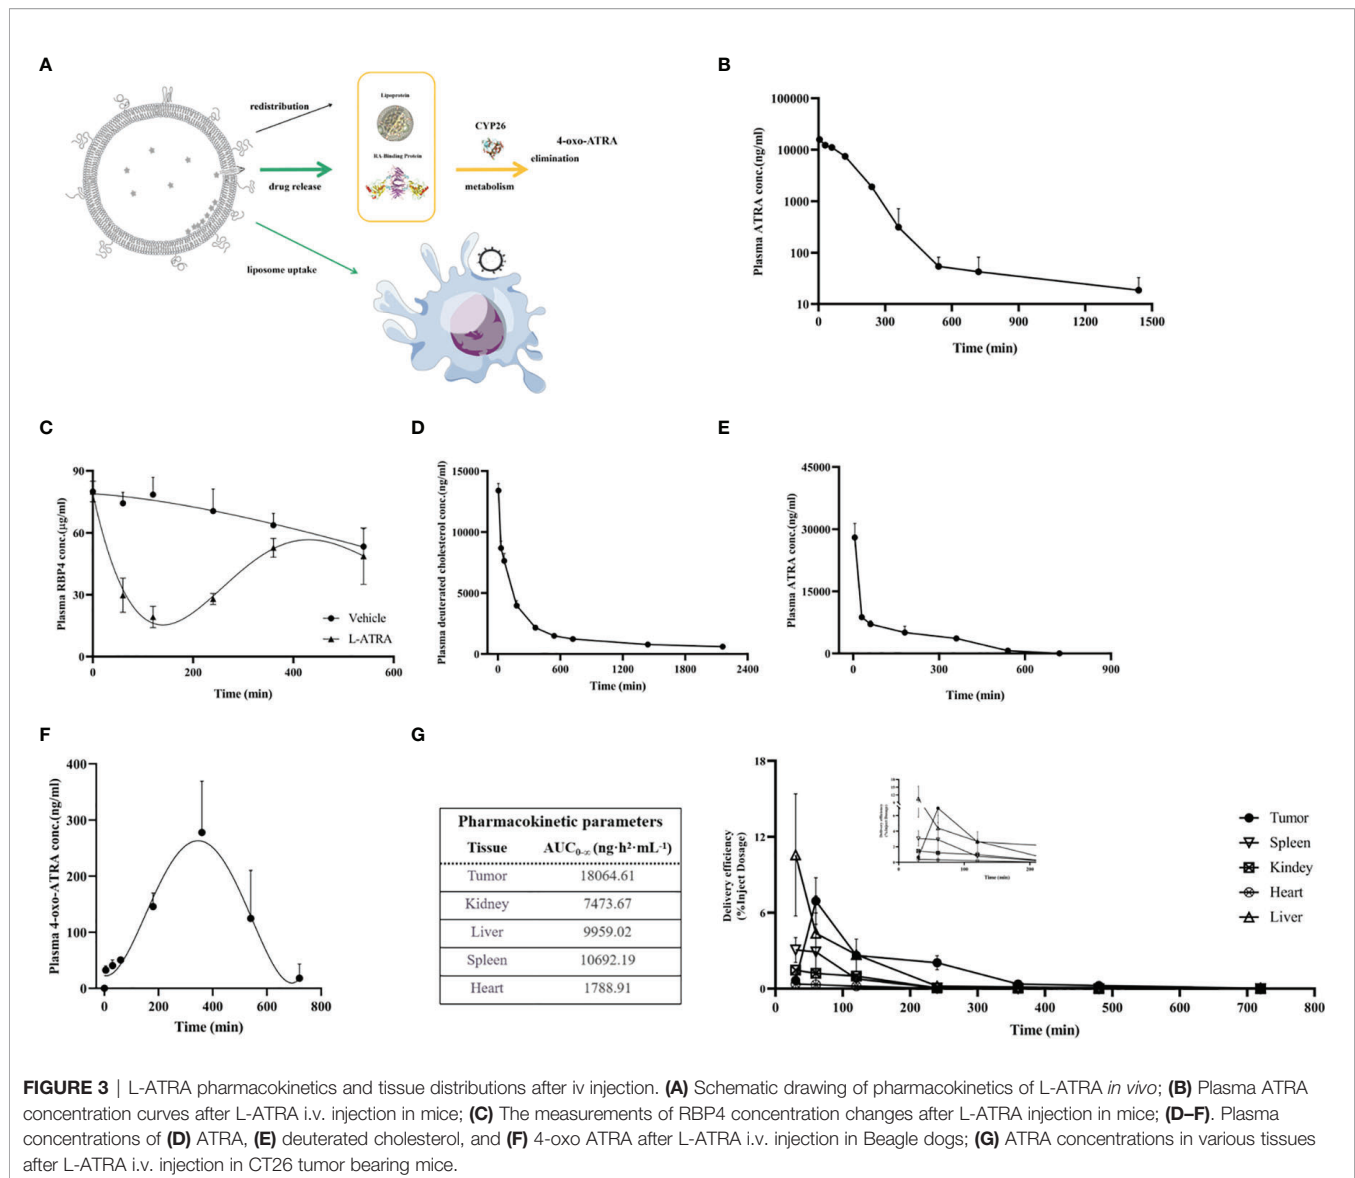 A
redistribution
drug release
liposome uptake
Lipoprotein
RA-Binding Protein
CYP26
metabolism
4-oxo-ATRA
elimination
B
Plasma ATRA conc.(ng/ml)
100000
10000
1000
100
10
0 300 600 900 1200 1500
Time (min)
C
Plasma RBP4 conc.(μg/ml)
90
60
30
0
Vehicle
L-ATRA
0 200 400 600
Time (min)
D
Plasma deuterated cholesterol conc.(ng/ml)
15000
10000
5000
0
0 600 1200 1800 2400
Time (min)
E
Plasma ATRA conc.(ng/ml)
45000
30000
15000
0
0 300 600 900
Time (min)
F
Plasma 4-oxo-ATRA conc.(ng/ml)
400
300
200
100
0
0 200 400 600 800
Time (min)
G
Pharmacokinetic parameters
Tissue AUC0-∞ (ng·h²·mL⁻¹)
Tumor 18064.61
Kidney 7473.67
Liver 9959.02
Spleen 10692.19
Heart 1788.91
Delivery efficiency
(%Inject Dosage)
18
12
6
0
0 100 200 300 400 500 600 700 800
Time (min)
Delivery efficiency
(%Inject Dosage)
0 100 200
Time (min)
Tumor
Spleen
Kindey
Heart
Liver
FIGURE 3 | L-ATRA pharmacokinetics and tissue distributions after iv injection. (A) Schematic drawing of pharmacokinetics of L-ATRA in vivo; (B) Plasma ATRA
concentration curves after L-ATRA i.v. injection in mice; (C) The measurements of RBP4 concentration changes after L-ATRA injection in mice; (D–F). Plasma
concentrations of (D) ATRA, (E) deuterated cholesterol, and (F) 4-oxo ATRA after L-ATRA i.v. injection in Beagle dogs; (G) ATRA concentrations in various tissues
after L-ATRA i.v. injection in CT26 tumor bearing mice.